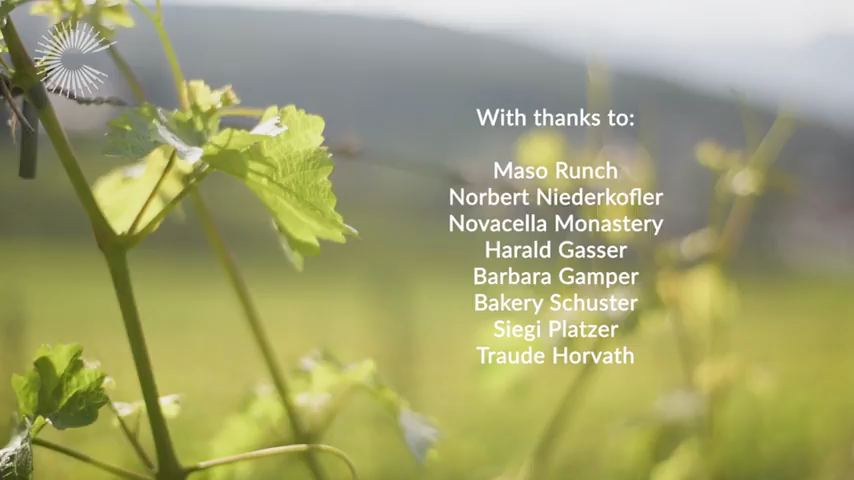 With thanks to:
Maso Runch
Norbert Niederkofler
Novacella Monastery
Harald Gasser
Barbara Gamper
Bakery Schuster
Siegi Platzer
Traude Horvath